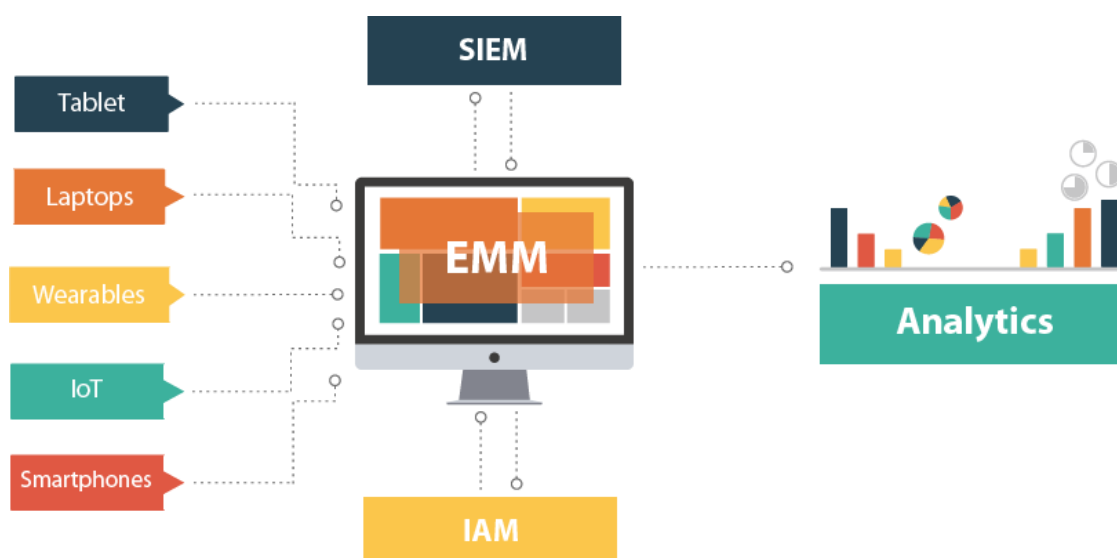 SIEM
Tablet
Laptops
Wearables
IoT
Smartphones
EMM
Analytics
IAM